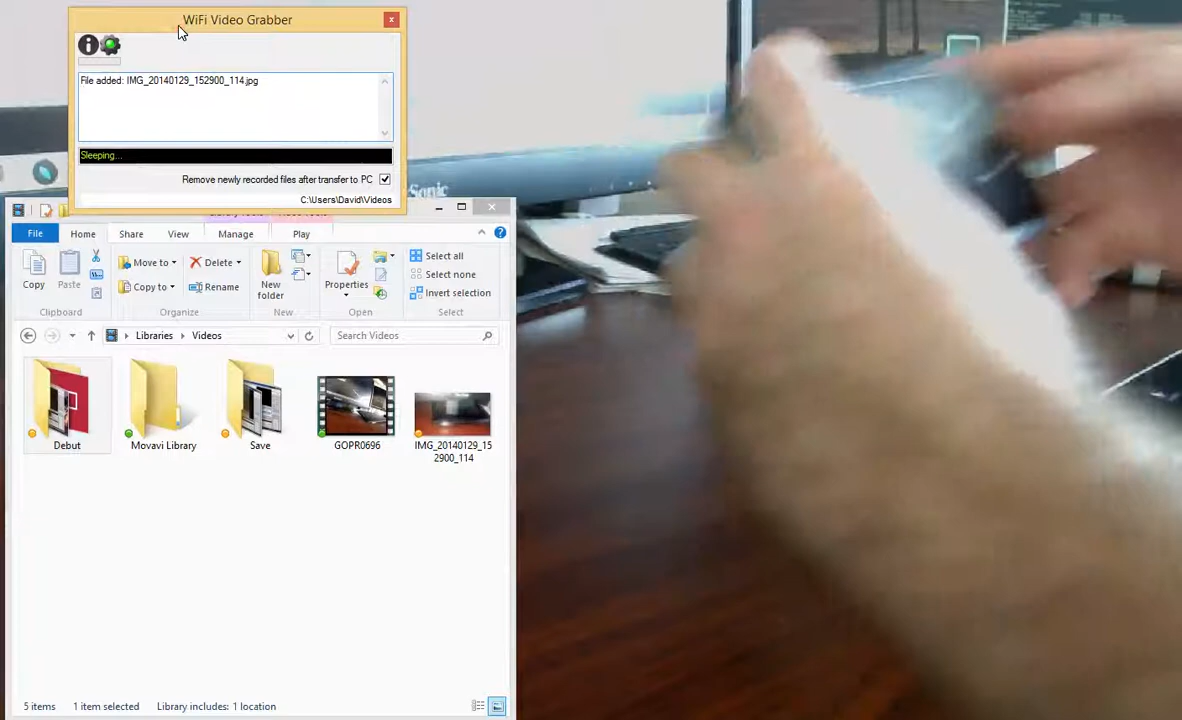 WiFi Video Grabber
x
File added: IMG_20140129_152900_114.jpg
Sleeping...
Remove newly recorded files after transfer to PC
C:\Users\David\Videos
Sonic
File
Home
Share
View
Manage
Play
Copy
Paste
Move to
Copy to
Delete
Rename
New
folder
Properties
Select all
Select none
Invert selection
Clipboard
Organize
New
Open
Select
Libraries
Videos
Search Videos
Debut
Movavi Library
Save
GOPR0696
IMG_20140129_15
2900_114
5 items
1 item selected
Library includes: 1 location